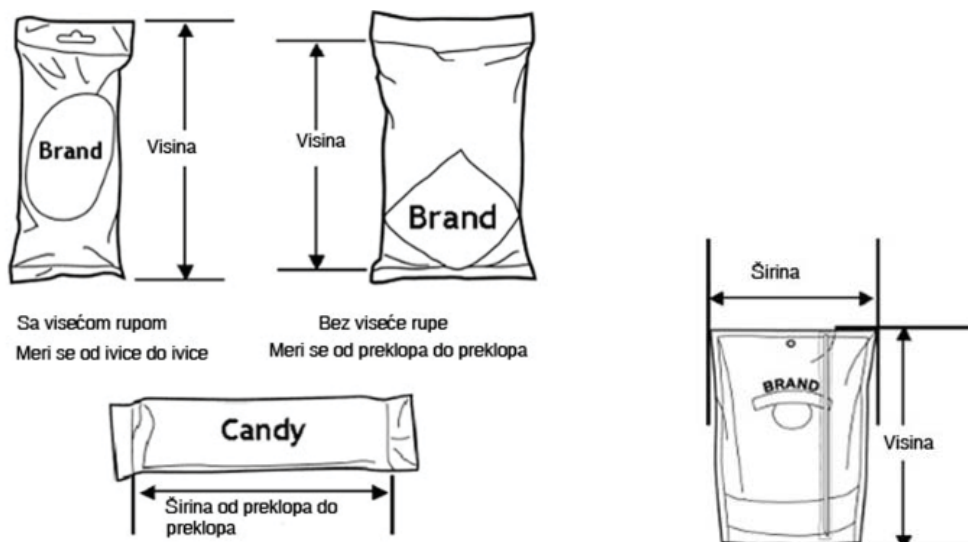 Brand
Visina
Visina
Brand
Sa visećom rupom
Meri se od ivice do ivice
Bez viseće rupe
Meri se od preklopa do preklopa
Candy
Širina od preklopa do
preklopa
Širina
BRAND
Visina